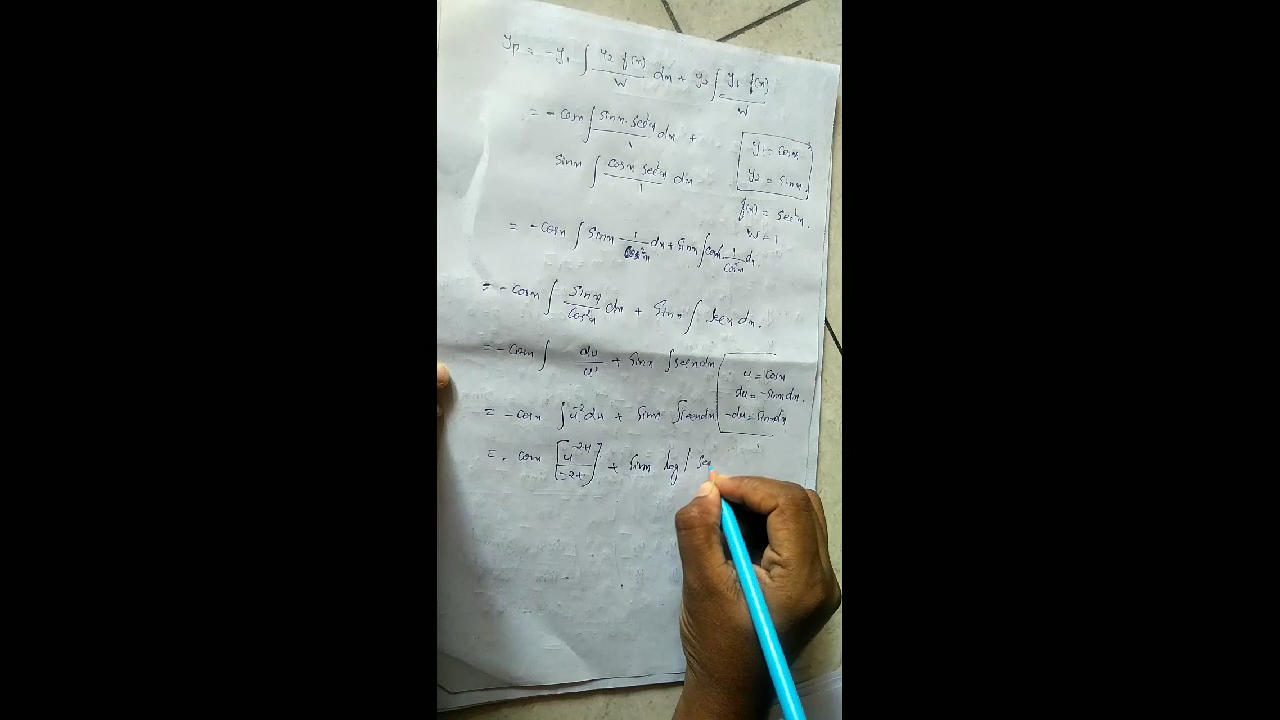 yp = -y₁ ∫ y₂ f(x)/W dx + y₂ ∫ y₁ f(x)/W
= -cosx ∫ sinx. sec²x/1 dx +
sinx ∫ cosx sec²x/1 dx
y₁ = cosx
y₂ = sinx
f(x) = sec²x.
W = 1
= -cosx ∫ sinx 1/cos²x dx + sinx ∫ cosx 1/cos²x dx.
= -cosx ∫ sinx/cos²x dx + sinx ∫ secx dx.
= -cosx ∫ du/u² + sinx ∫ secx dx
u = cosx
du = -sinx dx.
-du = sinx dx
= -cosx ∫ u⁻² du + sinx ∫ secx dx
= cosx [u⁻²⁺¹/-2+1] + sinx log | sec